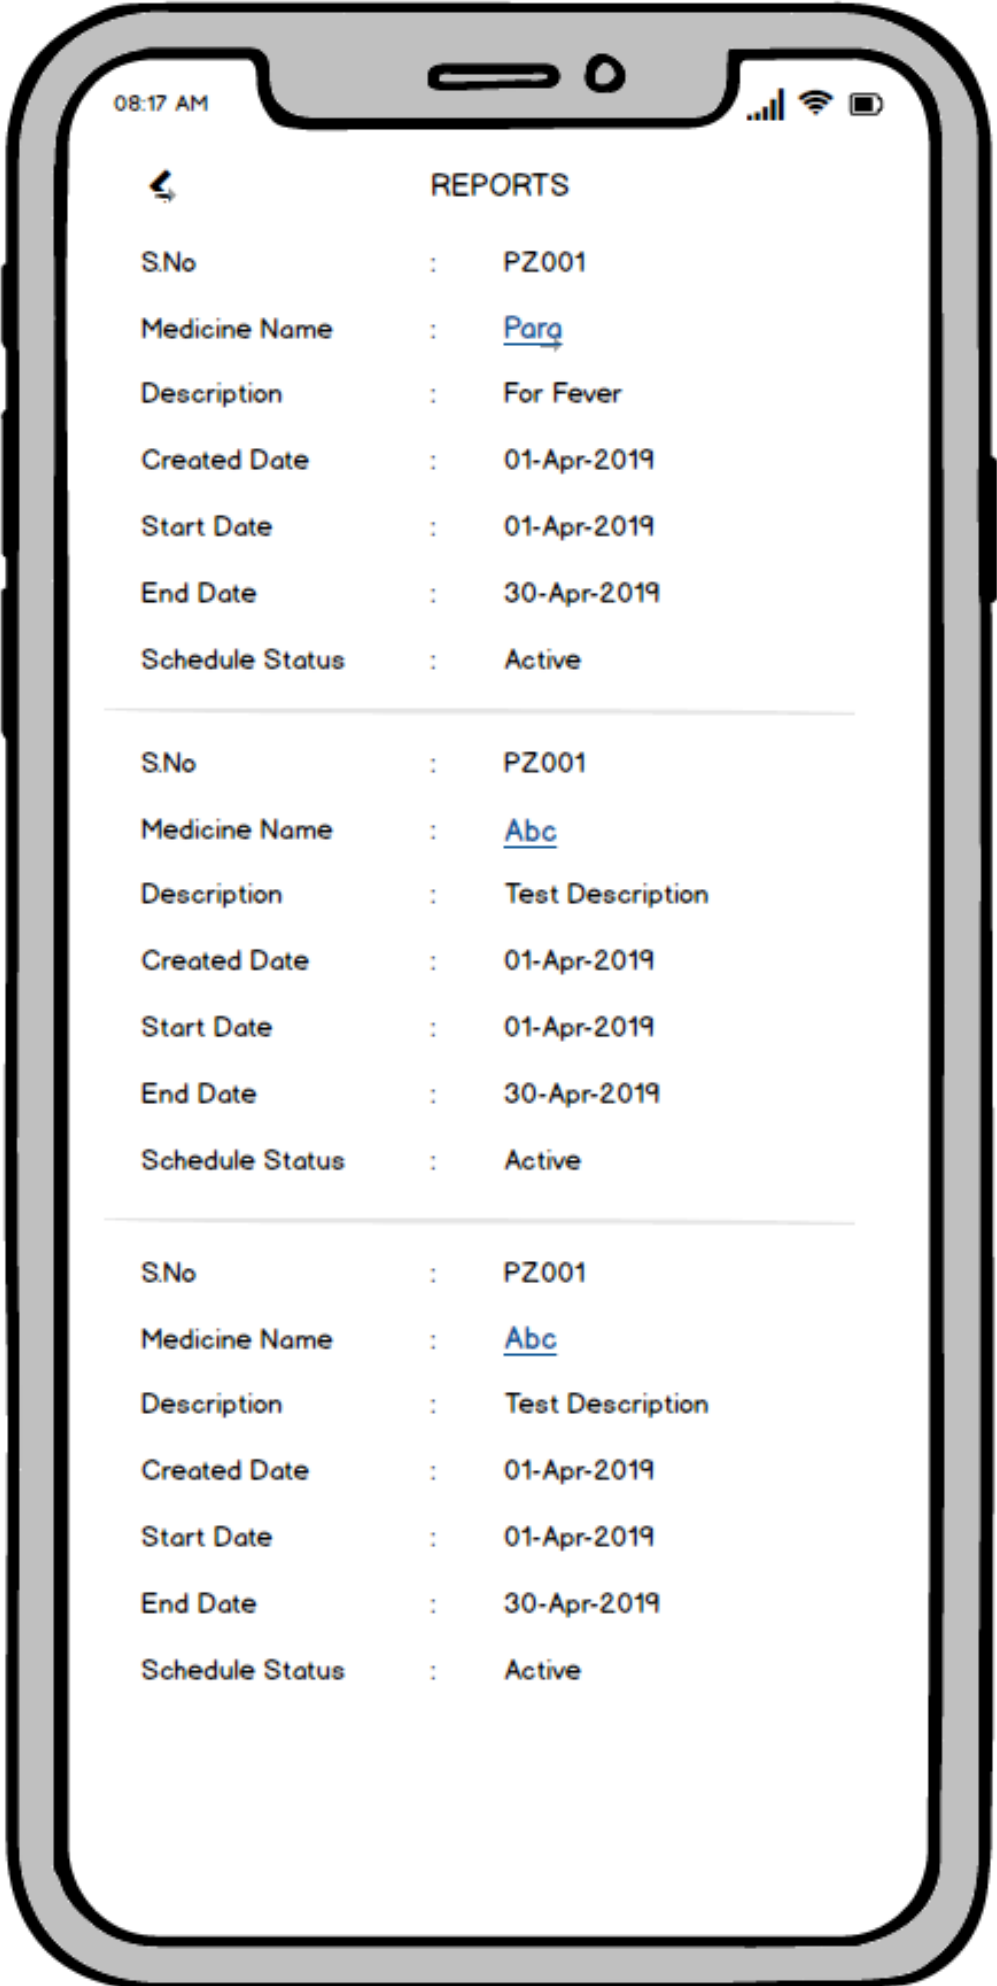 08:17 AM
REPORTS
S.No : PZ001
Medicine Name : Para
Description : For Fever
Created Date : 01-Apr-2019
Start Date : 01-Apr-2019
End Date : 30-Apr-2019
Schedule Status : Active
S.No : PZ001
Medicine Name : Abc
Description : Test Description
Created Date : 01-Apr-2019
Start Date : 01-Apr-2019
End Date : 30-Apr-2019
Schedule Status : Active
S.No : PZ001
Medicine Name : Abc
Description : Test Description
Created Date : 01-Apr-2019
Start Date : 01-Apr-2019
End Date : 30-Apr-2019
Schedule Status : Active